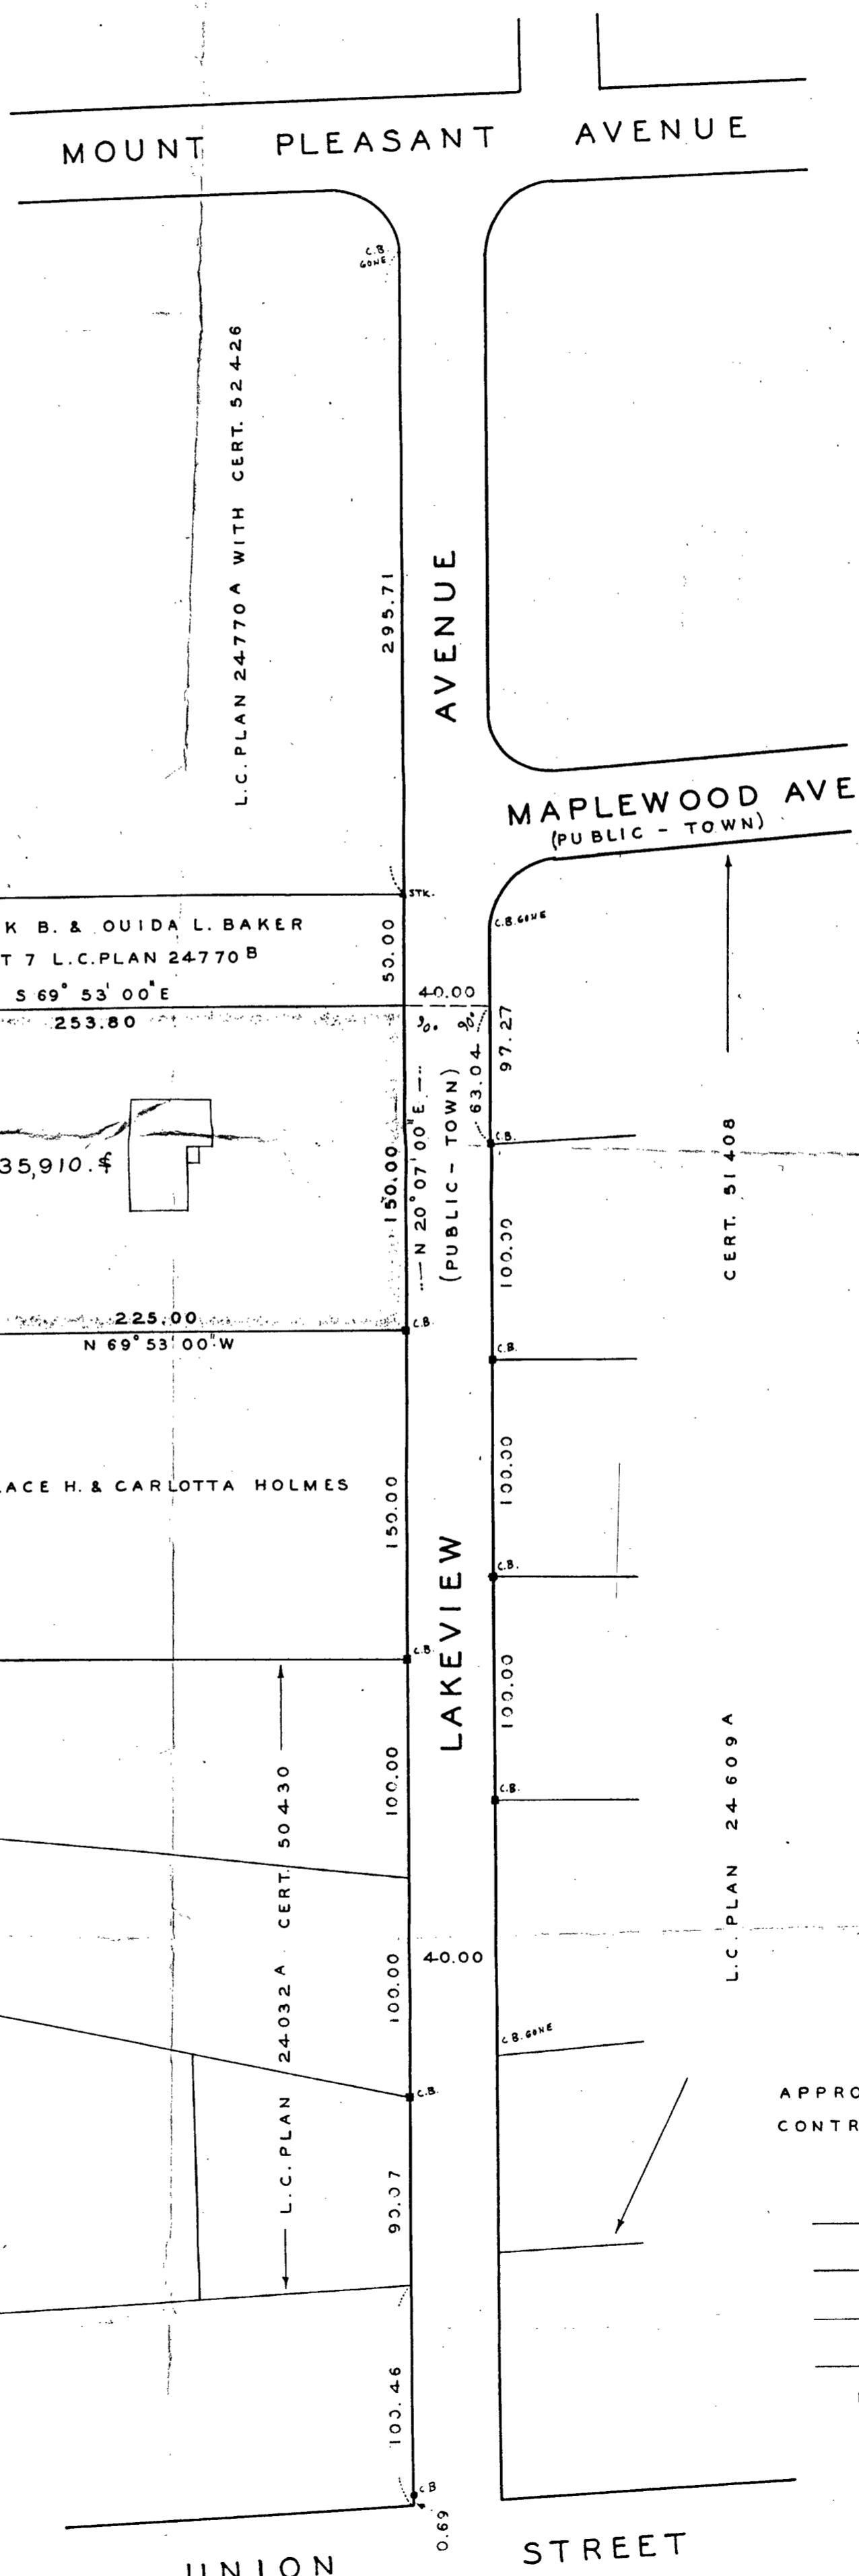 MOUNT PLEASANT AVENUE
C.B.
GONE
L.C. PLAN 24770A WITH CERT. 52426
295.71
AVENUE
MAPLEWOOD AVE
(PUBLIC - TOWN)
STK.
C.B. GONE
K B. & OUIDA L. BAKER
T 7 L.C. PLAN 24770B
50.00
S 69° 53' 00" E
253.80
40.00
90.
90.
97.27
63.04
C.B.
35,910.
150.00
N 20° 07' 00" E
(PUBLIC - TOWN)
100.00
CERT. 51408
225.00
N 69° 53' 00" W
C.B.
C.B.
100.00
ACE H. & CARLOTTA HOLMES
150.00
LAKEVIEW
C.B.
C.B.
100.00
100.00
C.B.
L.C. PLAN 24032A CERT. 50430
L.C. PLAN 24609A
100.00
40.00
C.B. GONE
C.B.
APPRO
CONTR
90.07
100.46
C.B
0.69
UNION STREET